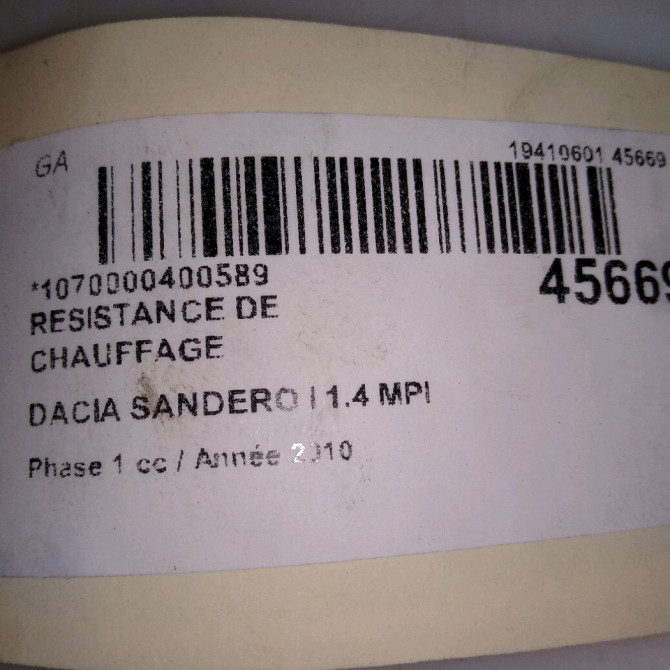 GA
19410601 45669
*1070000400589
45669
RESISTANCE DE
CHAUFFAGE
DACIA SANDERO I 1.4 MPI
Phase 1 cc / Année 2010